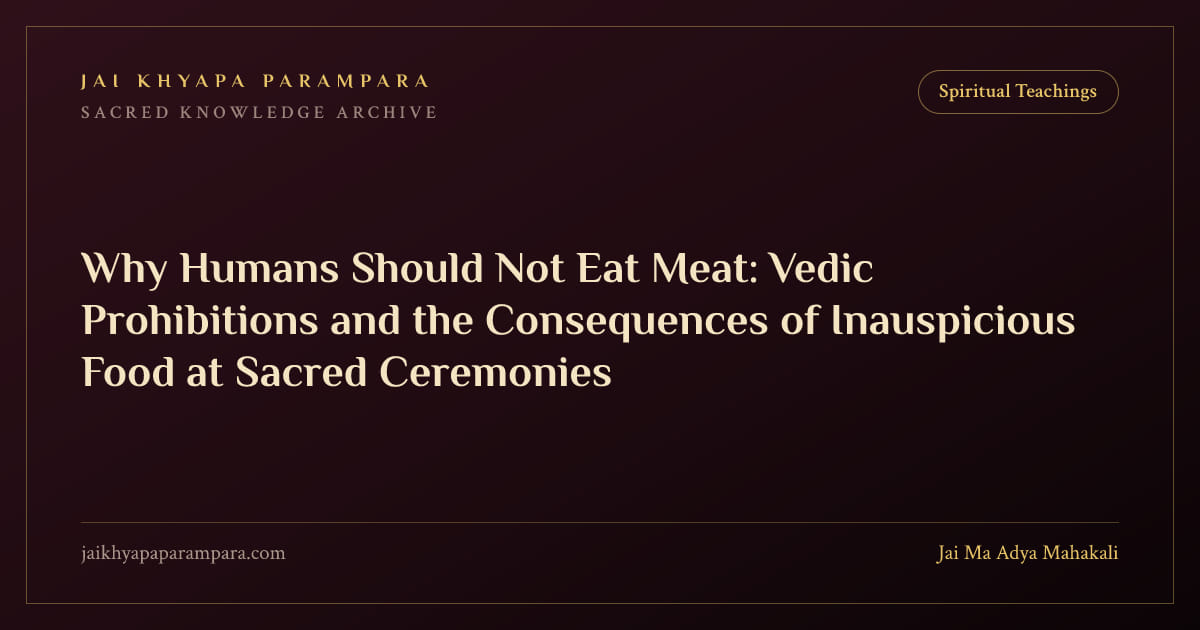 JAI KHYAPA PARAMPARA
SACRED KNOWLEDGE ARCHIVE
Spiritual Teachings
Why Humans Should Not Eat Meat: Vedic
Prohibitions and the Consequences of Inauspicious
Food at Sacred Ceremonies
jaikhyapaparampara.com
Jai Ma Adya Mahakali